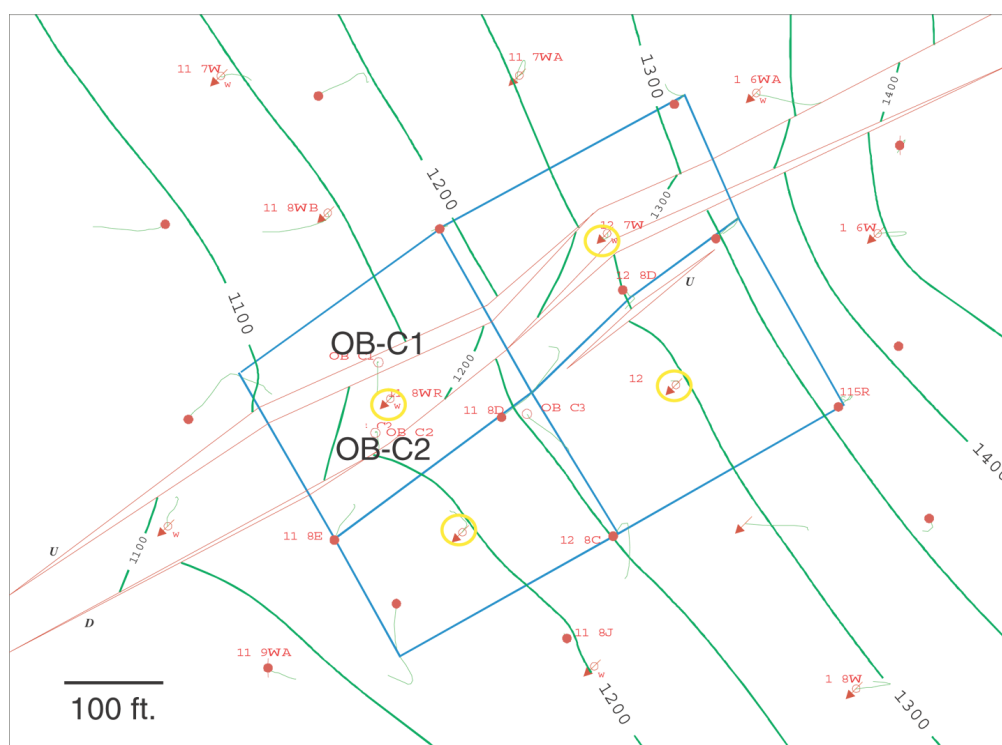 11 7W
w
11 7WA
1300
1 6WA
w
1400
1200
11 8WB
1300
12 7W
w
1 6W
12 8D
U
1100
OB-C1
OB C1
1200
11 8WR
w
12
115R
11 8D
OB C3
OB C2
OB-C2
1400
11 8E
12 8C
w
1100
U
D
11 8J
11 9WA
w
1 8W
w
1200
1300
100 ft.